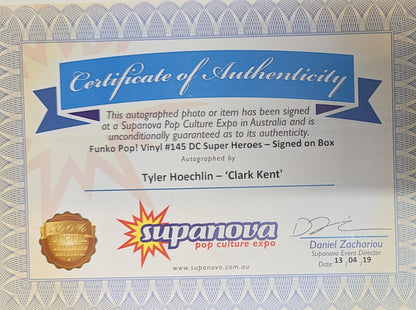 Certificate of Authenticity
This autographed photo or item has been signed
at a Supanova Pop Culture Expo in Australia and is
unconditionally guaranteed as to its authenticity.
Funko Pop! Vinyl #145 DC Super Heroes – Signed on Box
Autographed by
Tyler Hoechlin – 'Clark Kent'
100%
supanova
pop culture expo
www.supanova.com.au
Daniel Zachariou
Supanova Event Director
Date: 13 .04 .19